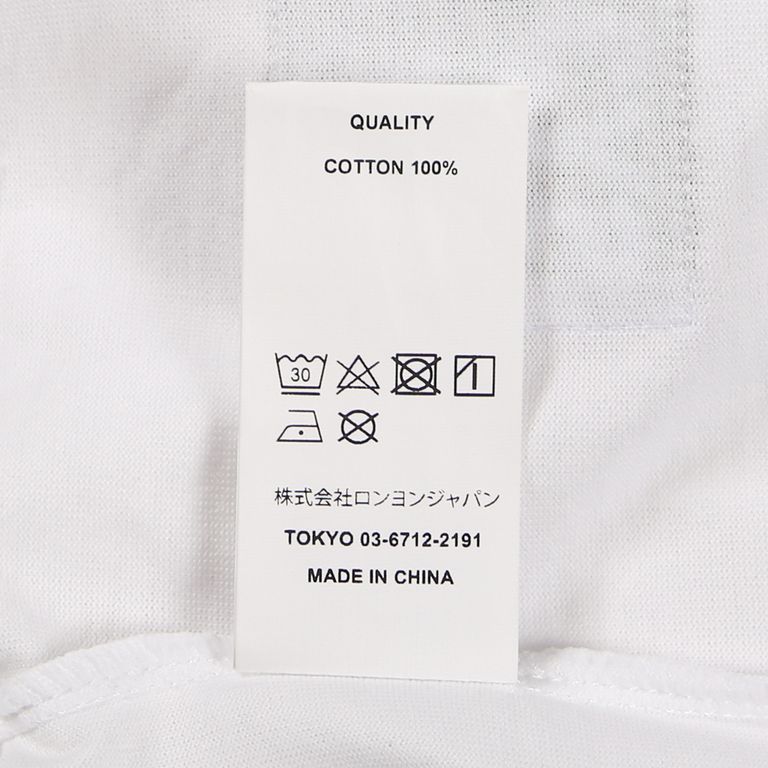 QUALITY
COTTON 100%
30
株式会社ロンヨンジャパン
TOKYO 03-6712-2191
MADE IN CHINA